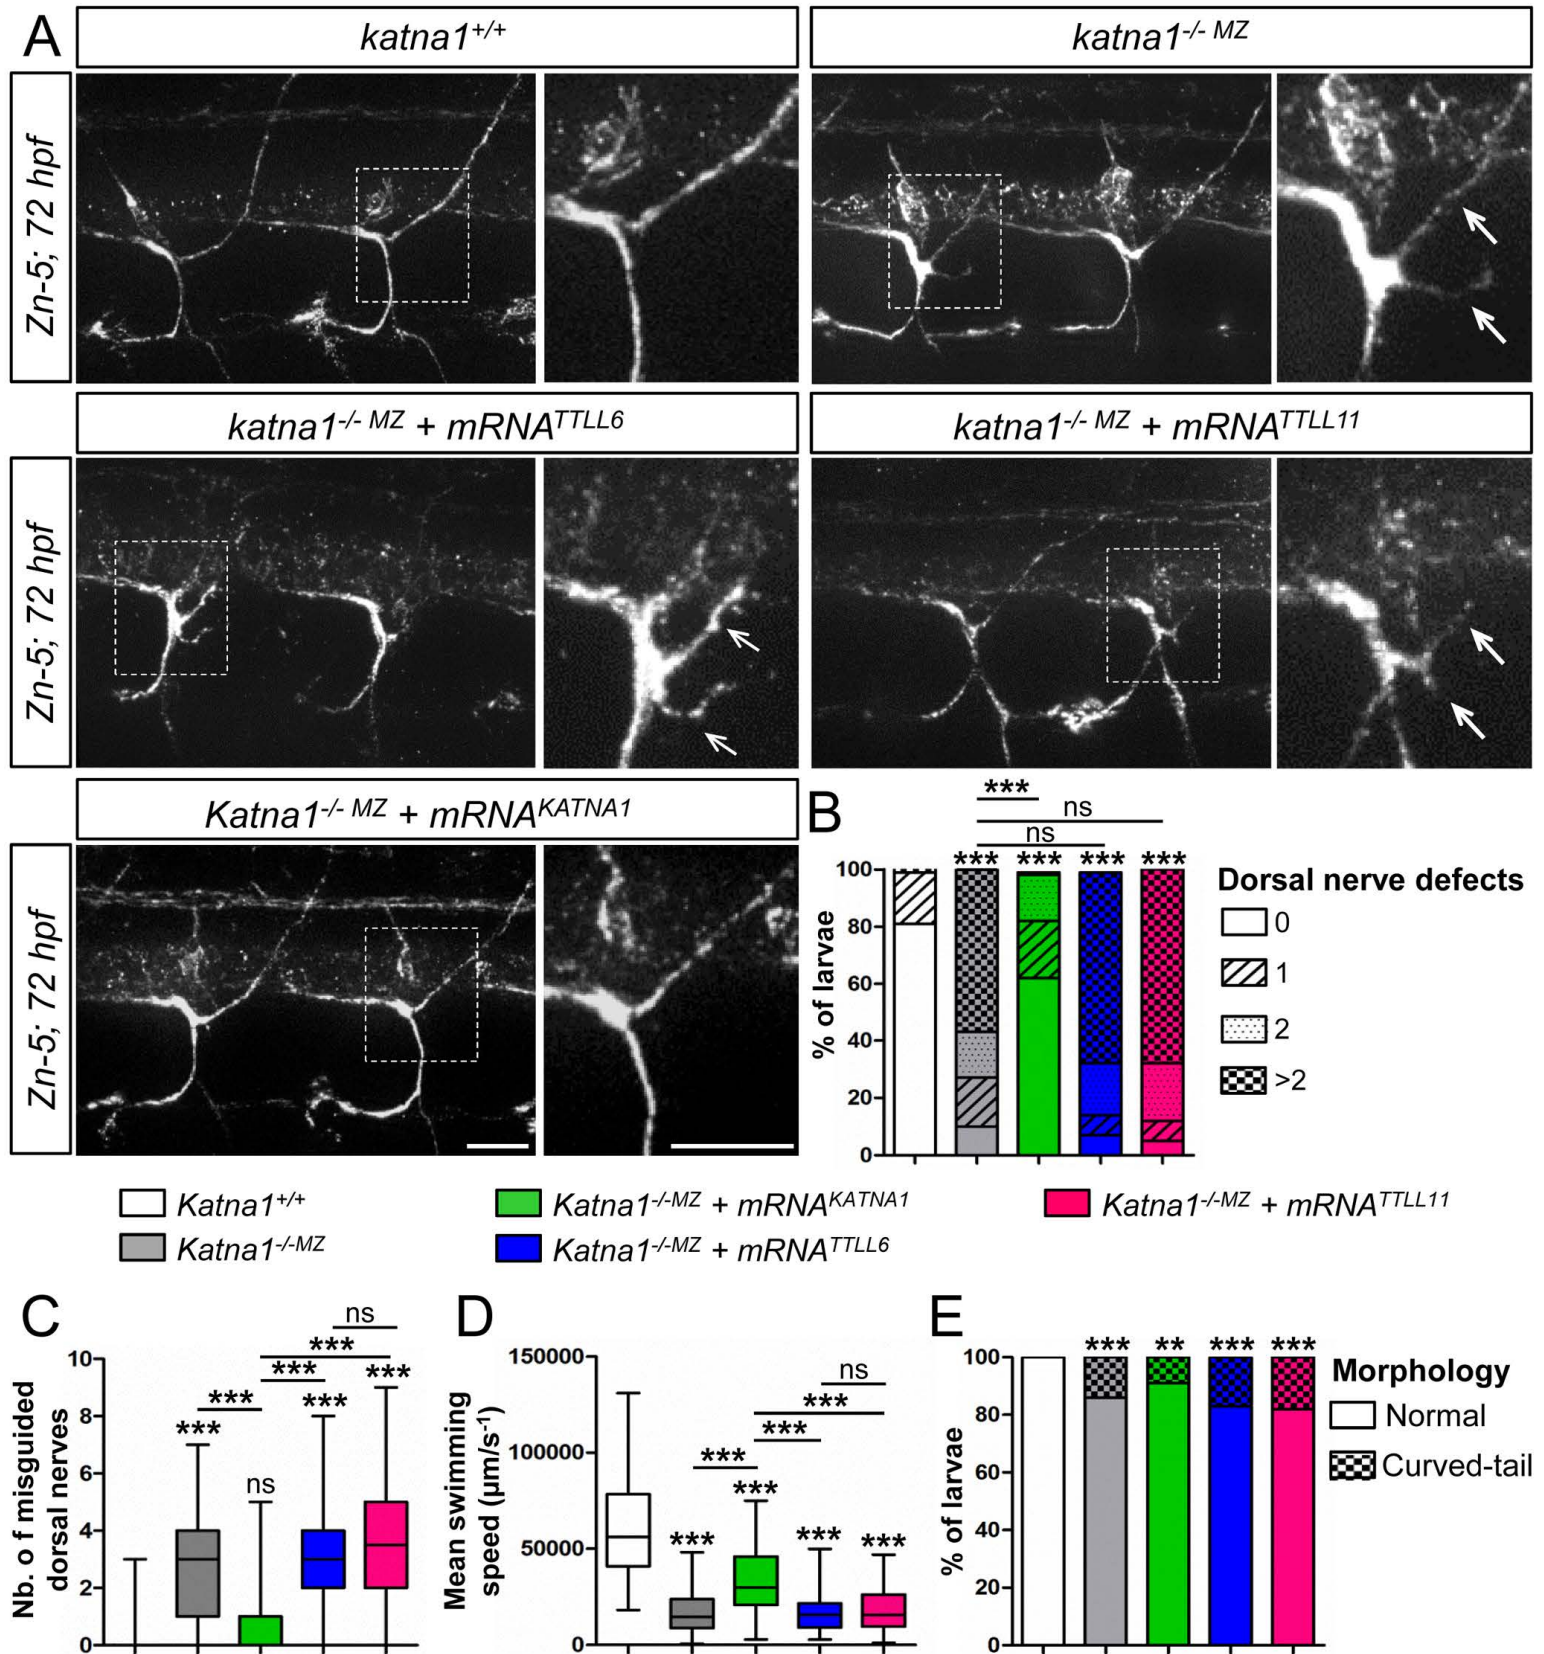 A
katna1+/+
katna1-/- MZ
Zn-5; 72 hpf
katna1-/- MZ + mRNATTLL6
katna1-/- MZ + mRNATTLL11
Zn-5; 72 hpf
Katna1-/- MZ + mRNAKATNA1
Zn-5; 72 hpf
B
***
ns
ns
*** *** *** ***
100
80
60
40
20
0
% of larvae
Dorsal nerve defects
0
1
2
>2
Katna1+/+
Katna1-/-MZ + mRNAKATNA1
Katna1-/-MZ + mRNATTLL11
Katna1-/-MZ
Katna1-/-MZ + mRNATTLL6
C
ns
***
***
***
***
***
***
ns
10
8
6
4
2
0
Nb. o f misguided
dorsal nerves
D
ns
***
***
***
***
***
***
***
150000
100000
50000
0
Mean swimming
speed (µm/s-1)
E
*** ** *** ***
100
80
60
40
20
0
% of larvae
Morphology
Normal
Curved-tail